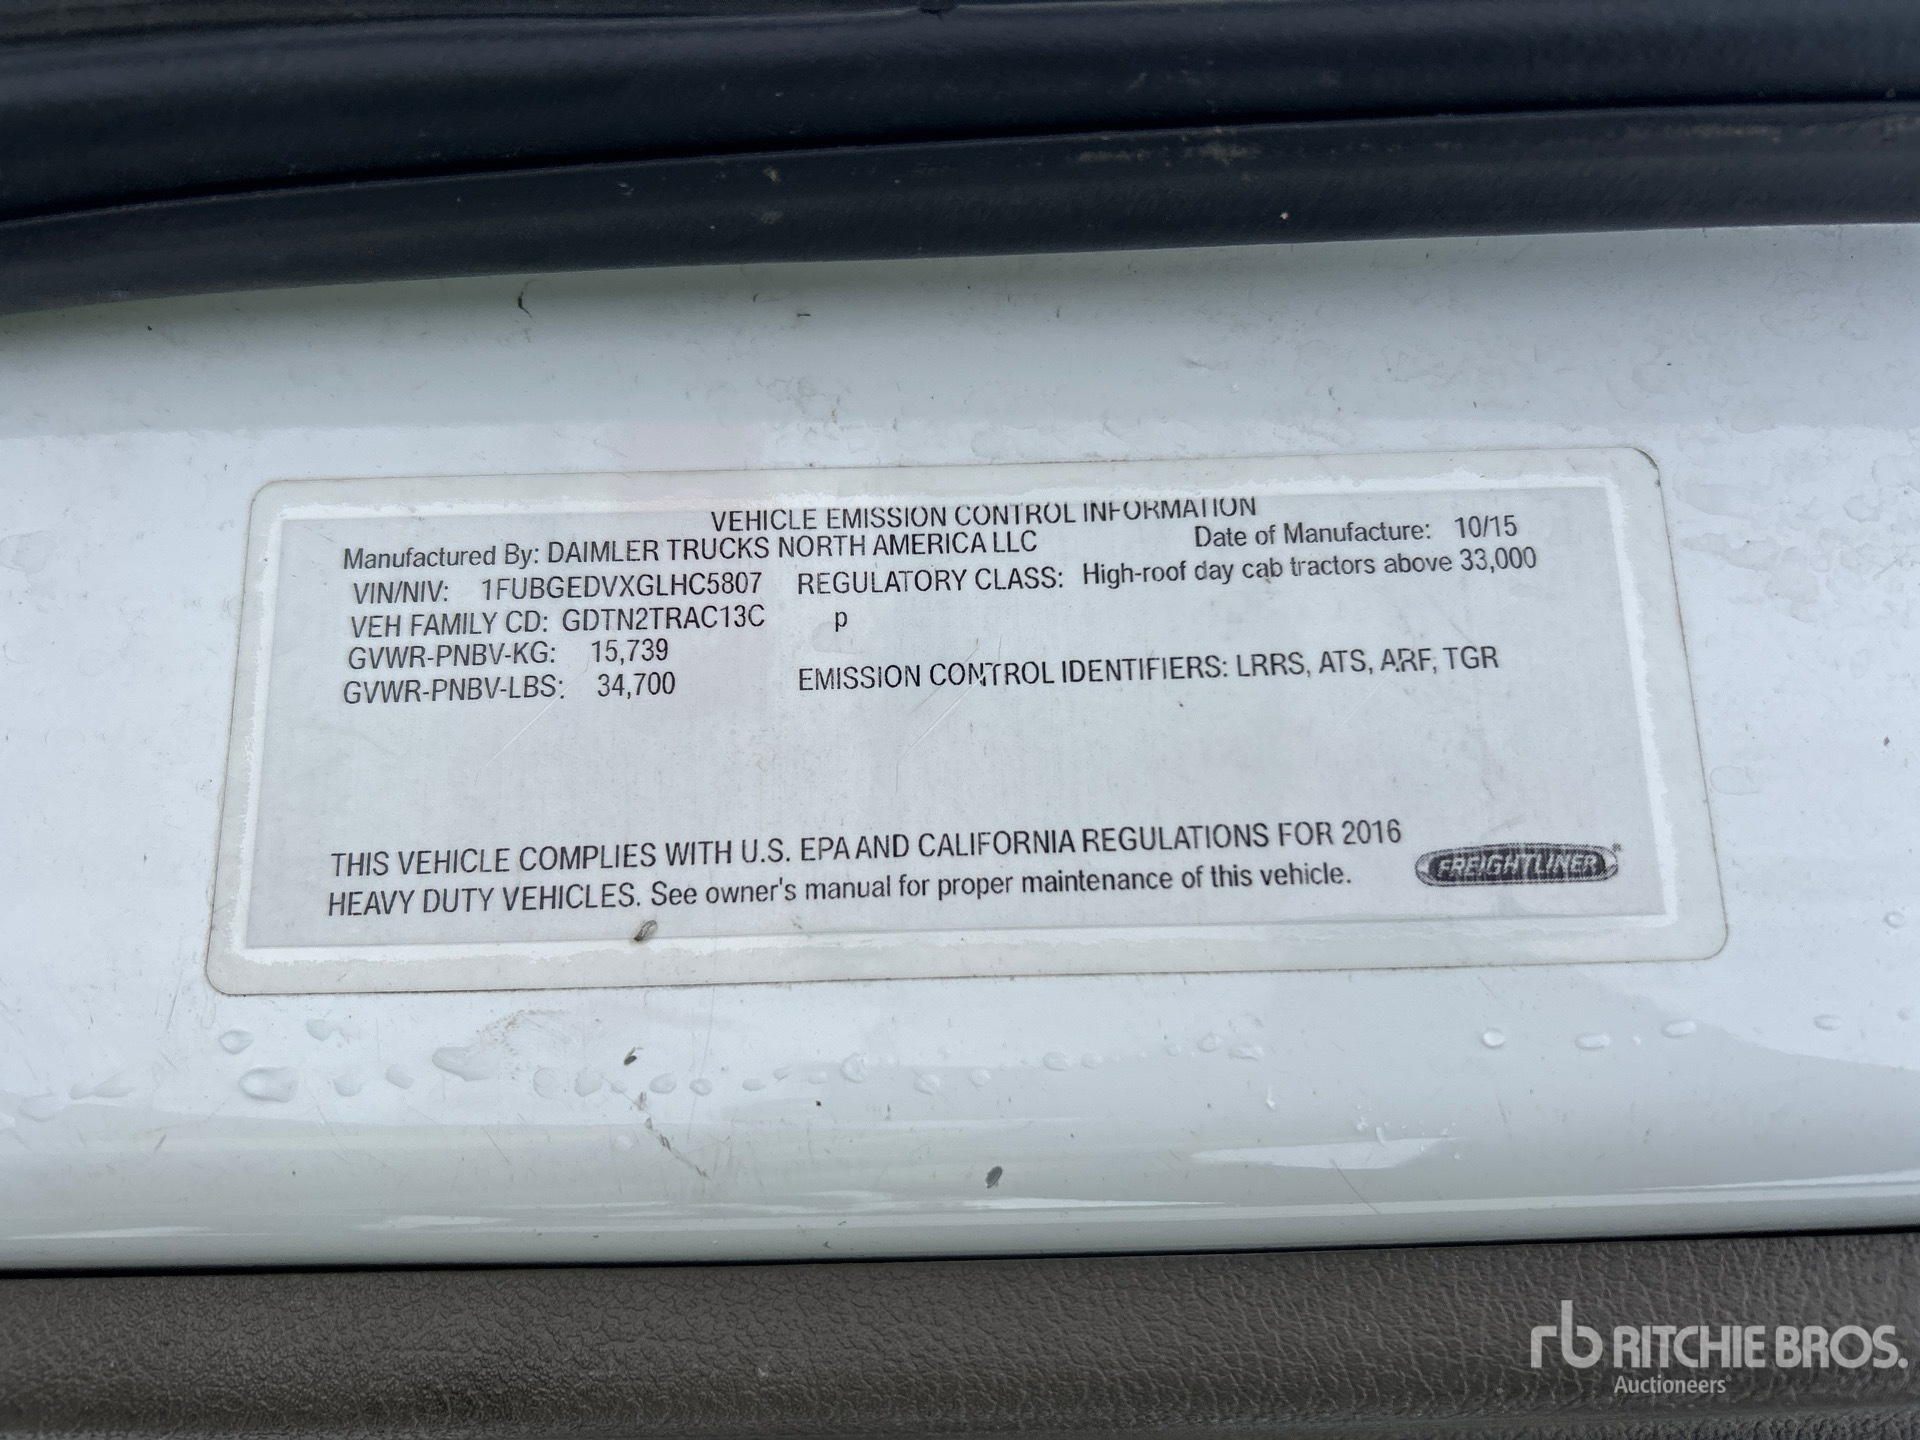 VEHICLE EMISSION CONTROL INFORMATION
Manufactured By: DAIMLER TRUCKS NORTH AMERICA LLC Date of Manufacture: 10/15
VIN/NIV: 1FUBGEDVXGLHC5807 REGULATORY CLASS: High-roof day cab tractors above 33,000
VEH FAMILY CD: GDTN2TRAC13C p
GVWR-PNBV-KG: 15,739
GVWR-PNBV-LBS: 34,700 EMISSION CONTROL IDENTIFIERS: LRRS, ATS, ARF, TGR
THIS VEHICLE COMPLIES WITH U.S. EPA AND CALIFORNIA REGULATIONS FOR 2016
HEAVY DUTY VEHICLES. See owner's manual for proper maintenance of this vehicle.
FREIGHTLINER
rb RITCHIE BROS.
Auctioneers